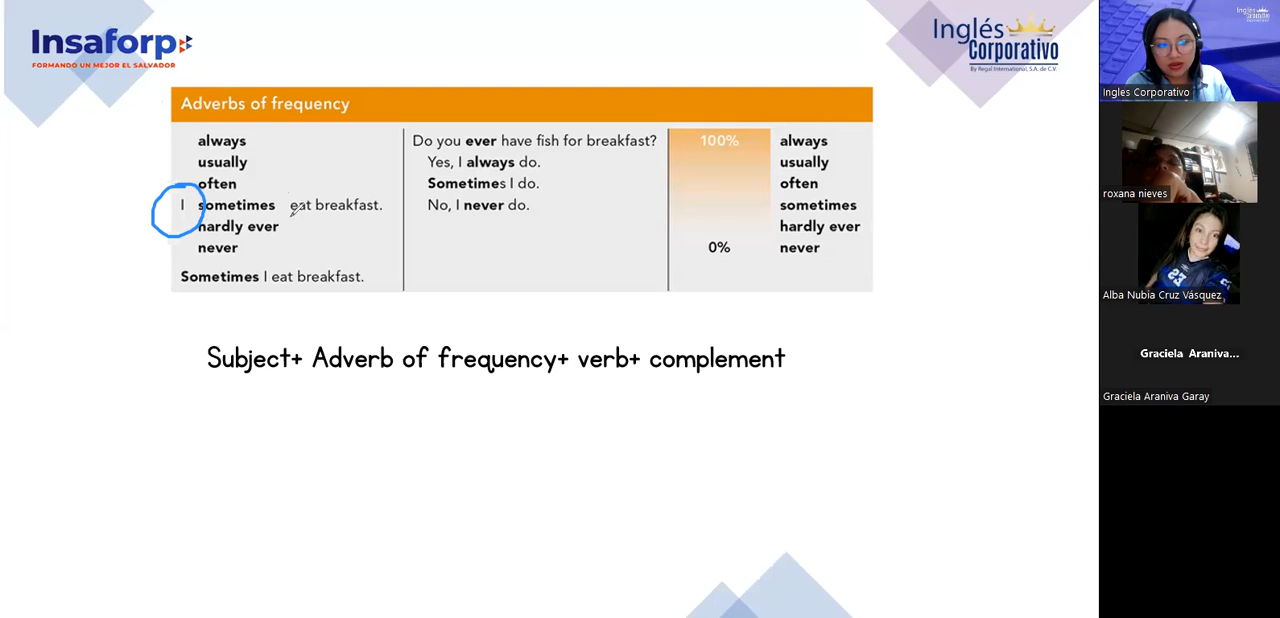 Insaforp
FORMANDO UN MEJOR EL SALVADOR
Inglés
Corporativo
By Regal International, S.A. de C.V.
Adverbs of frequency
always
usually
often
I sometimes eat breakfast.
hardly ever
never
Sometimes I eat breakfast.
Do you ever have fish for breakfast?
Yes, I always do.
Sometimes I do.
No, I never do.
100%
0%
always
usually
often
sometimes
hardly ever
never
Subject+ Adverb of frequency+ verb+ complement
Inglés
Ingles Corporativo
roxana nieves
23
Alba Nubia Cruz Vásquez
Graciela Araniva...
Graciela Araniva Garay